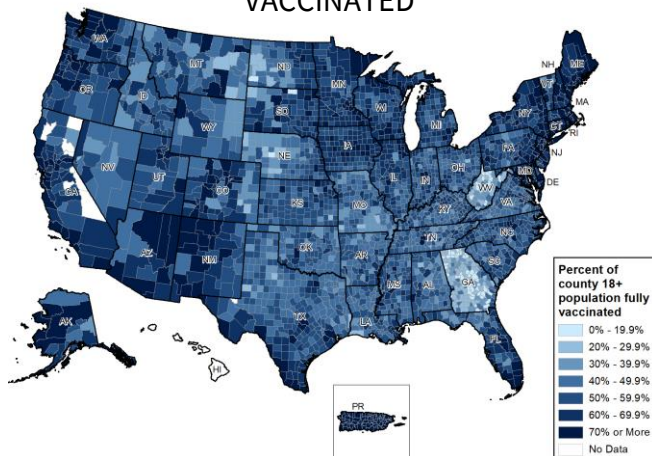 VACCINATED
WA
MT
ND
MN
OR
ID
SD
WI
WY
MI
NH
VT
ME
NY
MA
CT
RI
NE
IA
PA
NJ
NV
UT
CO
IL
IN
OH
MD
DE
CA
KS
MO
KY
WV
VA
AZ
NM
OK
AR
TN
NC
SC
TX
LA
MS
AL
GA
FL
AK
HI
PR
Percent of
county 18+
population fully
vaccinated
0% - 19.9%
20% - 29.9%
30% - 39.9%
40% - 49.9%
50% - 59.9%
60% - 69.9%
70% or More
No Data